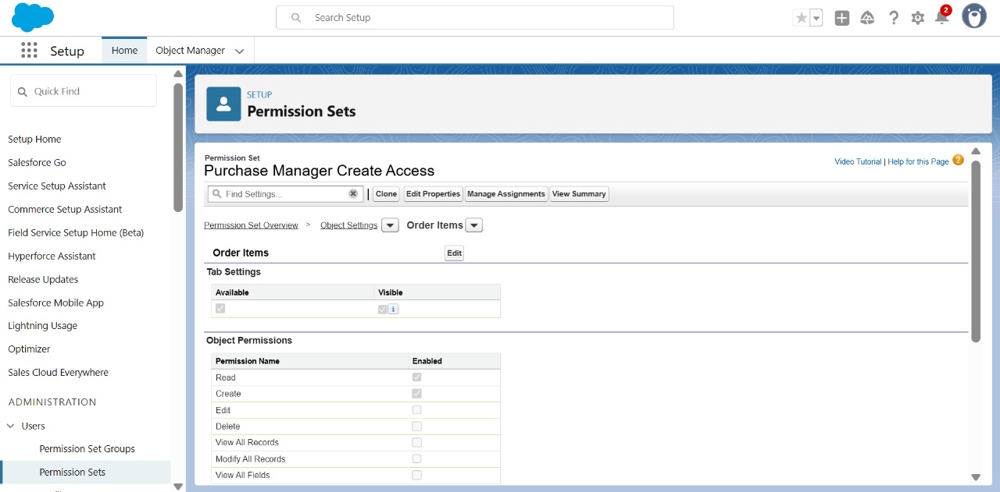 Search Setup
2
Setup
Home
Object Manager
Quick Find
Setup Home
Salesforce Go
Service Setup Assistant
Commerce Setup Assistant
Field Service Setup Home (Beta)
Hyperforce Assistant
Release Updates
Salesforce Mobile App
Lightning Usage
Optimizer
Sales Cloud Everywhere
ADMINISTRATION
Users
Permission Set Groups
Permission Sets
SETUP
Permission Sets
Permission Set
Purchase Manager Create Access
Video Tutorial | Help for this Page ?
Find Settings... | Clone Edit Properties Manage Assignments View Summary
Permission Set Overview > Object Settings Order Items
Order Items Edit
Tab Settings
Available Visible
i
Object Permissions
Permission Name Enabled
Read
Create
Edit
Delete
View All Records
Modify All Records
View All Fields